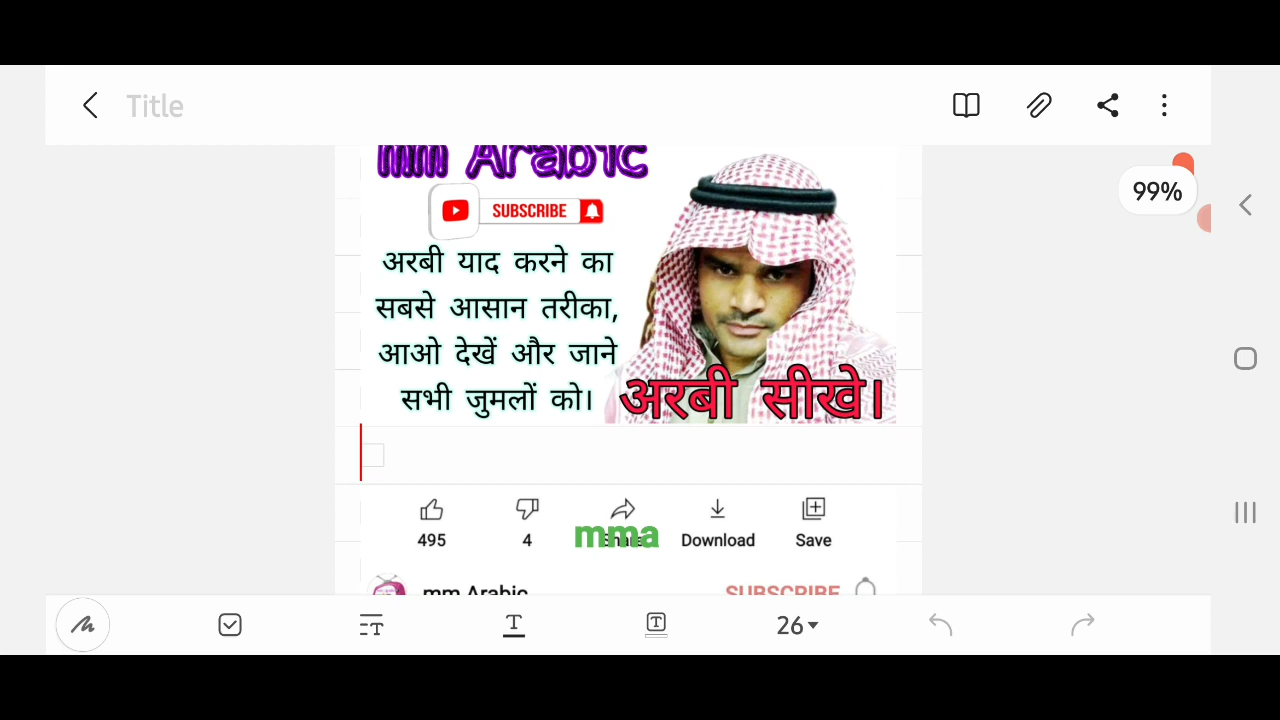 Title
99%
mm Arabic
SUBSCRIBE
अरबी याद करने का
सबसे आसान तरीका,
आओ देखें और जाने
सभी जुमलों को।
अरबी सीखे।
495
4
Share
Download
Save
mma
mm Arabic
SUBSCRIBE
T
T
T
26